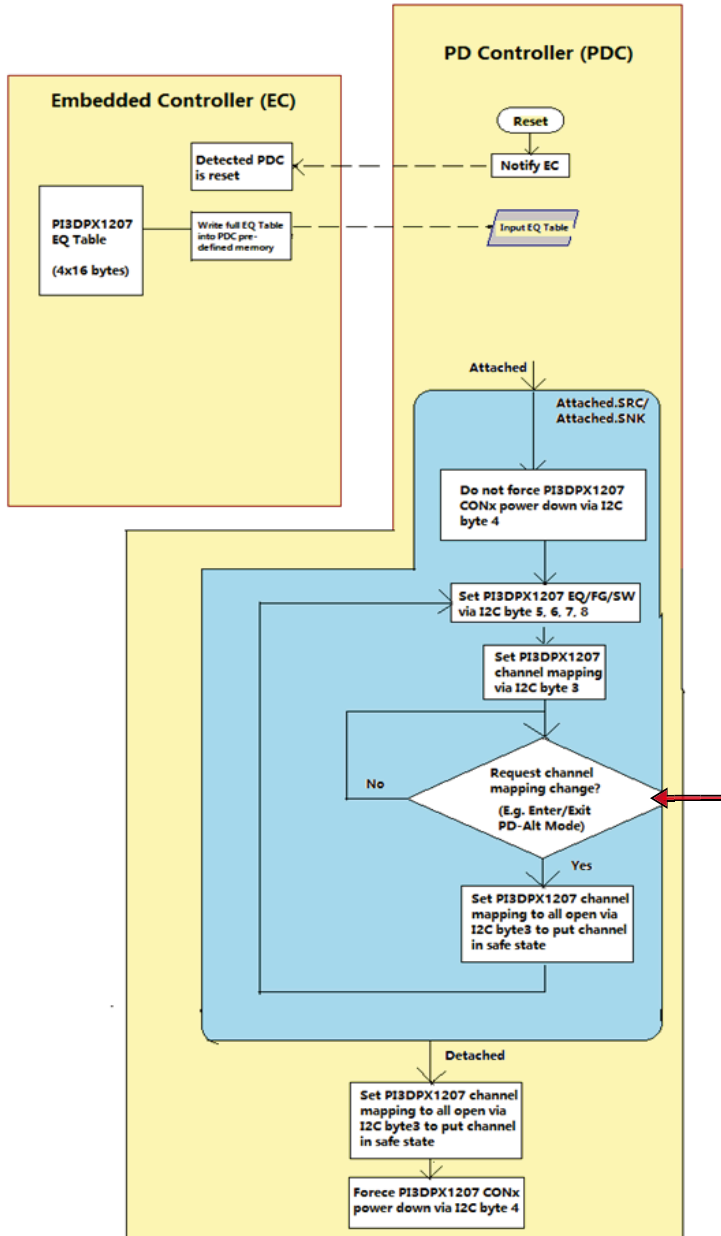 PD Controller (PDC)
Embedded Controller (EC)
Reset
Detected PDC
is reset
Notify EC
PI3DPX1207
EQ Table
(4x16 bytes)
Write full EQ Table
into PDC pre-
defined memory
Input EQ Table
Attached
Attached.SRC/
Attached.SNK
Do not force PI3DPX1207
CONx power down via I2C
byte 4
Set PI3DPX1207 EQ/FG/SW
via I2C byte 5, 6, 7, 8
Set PI3DPX1207
channel mapping
via I2C byte 3
Request channel
mapping change?
(E.g. Enter/Exit
PD-Alt Mode)
No
Yes
Set PI3DPX1207 channel
mapping to all open via
I2C byte3 to put channel
in safe state
Detached
Set PI3DPX1207 channel
mapping to all open via
I2C byte3 to put channel
in safe state
Forece PI3DPX1207 CONx
power down via I2C byte 4